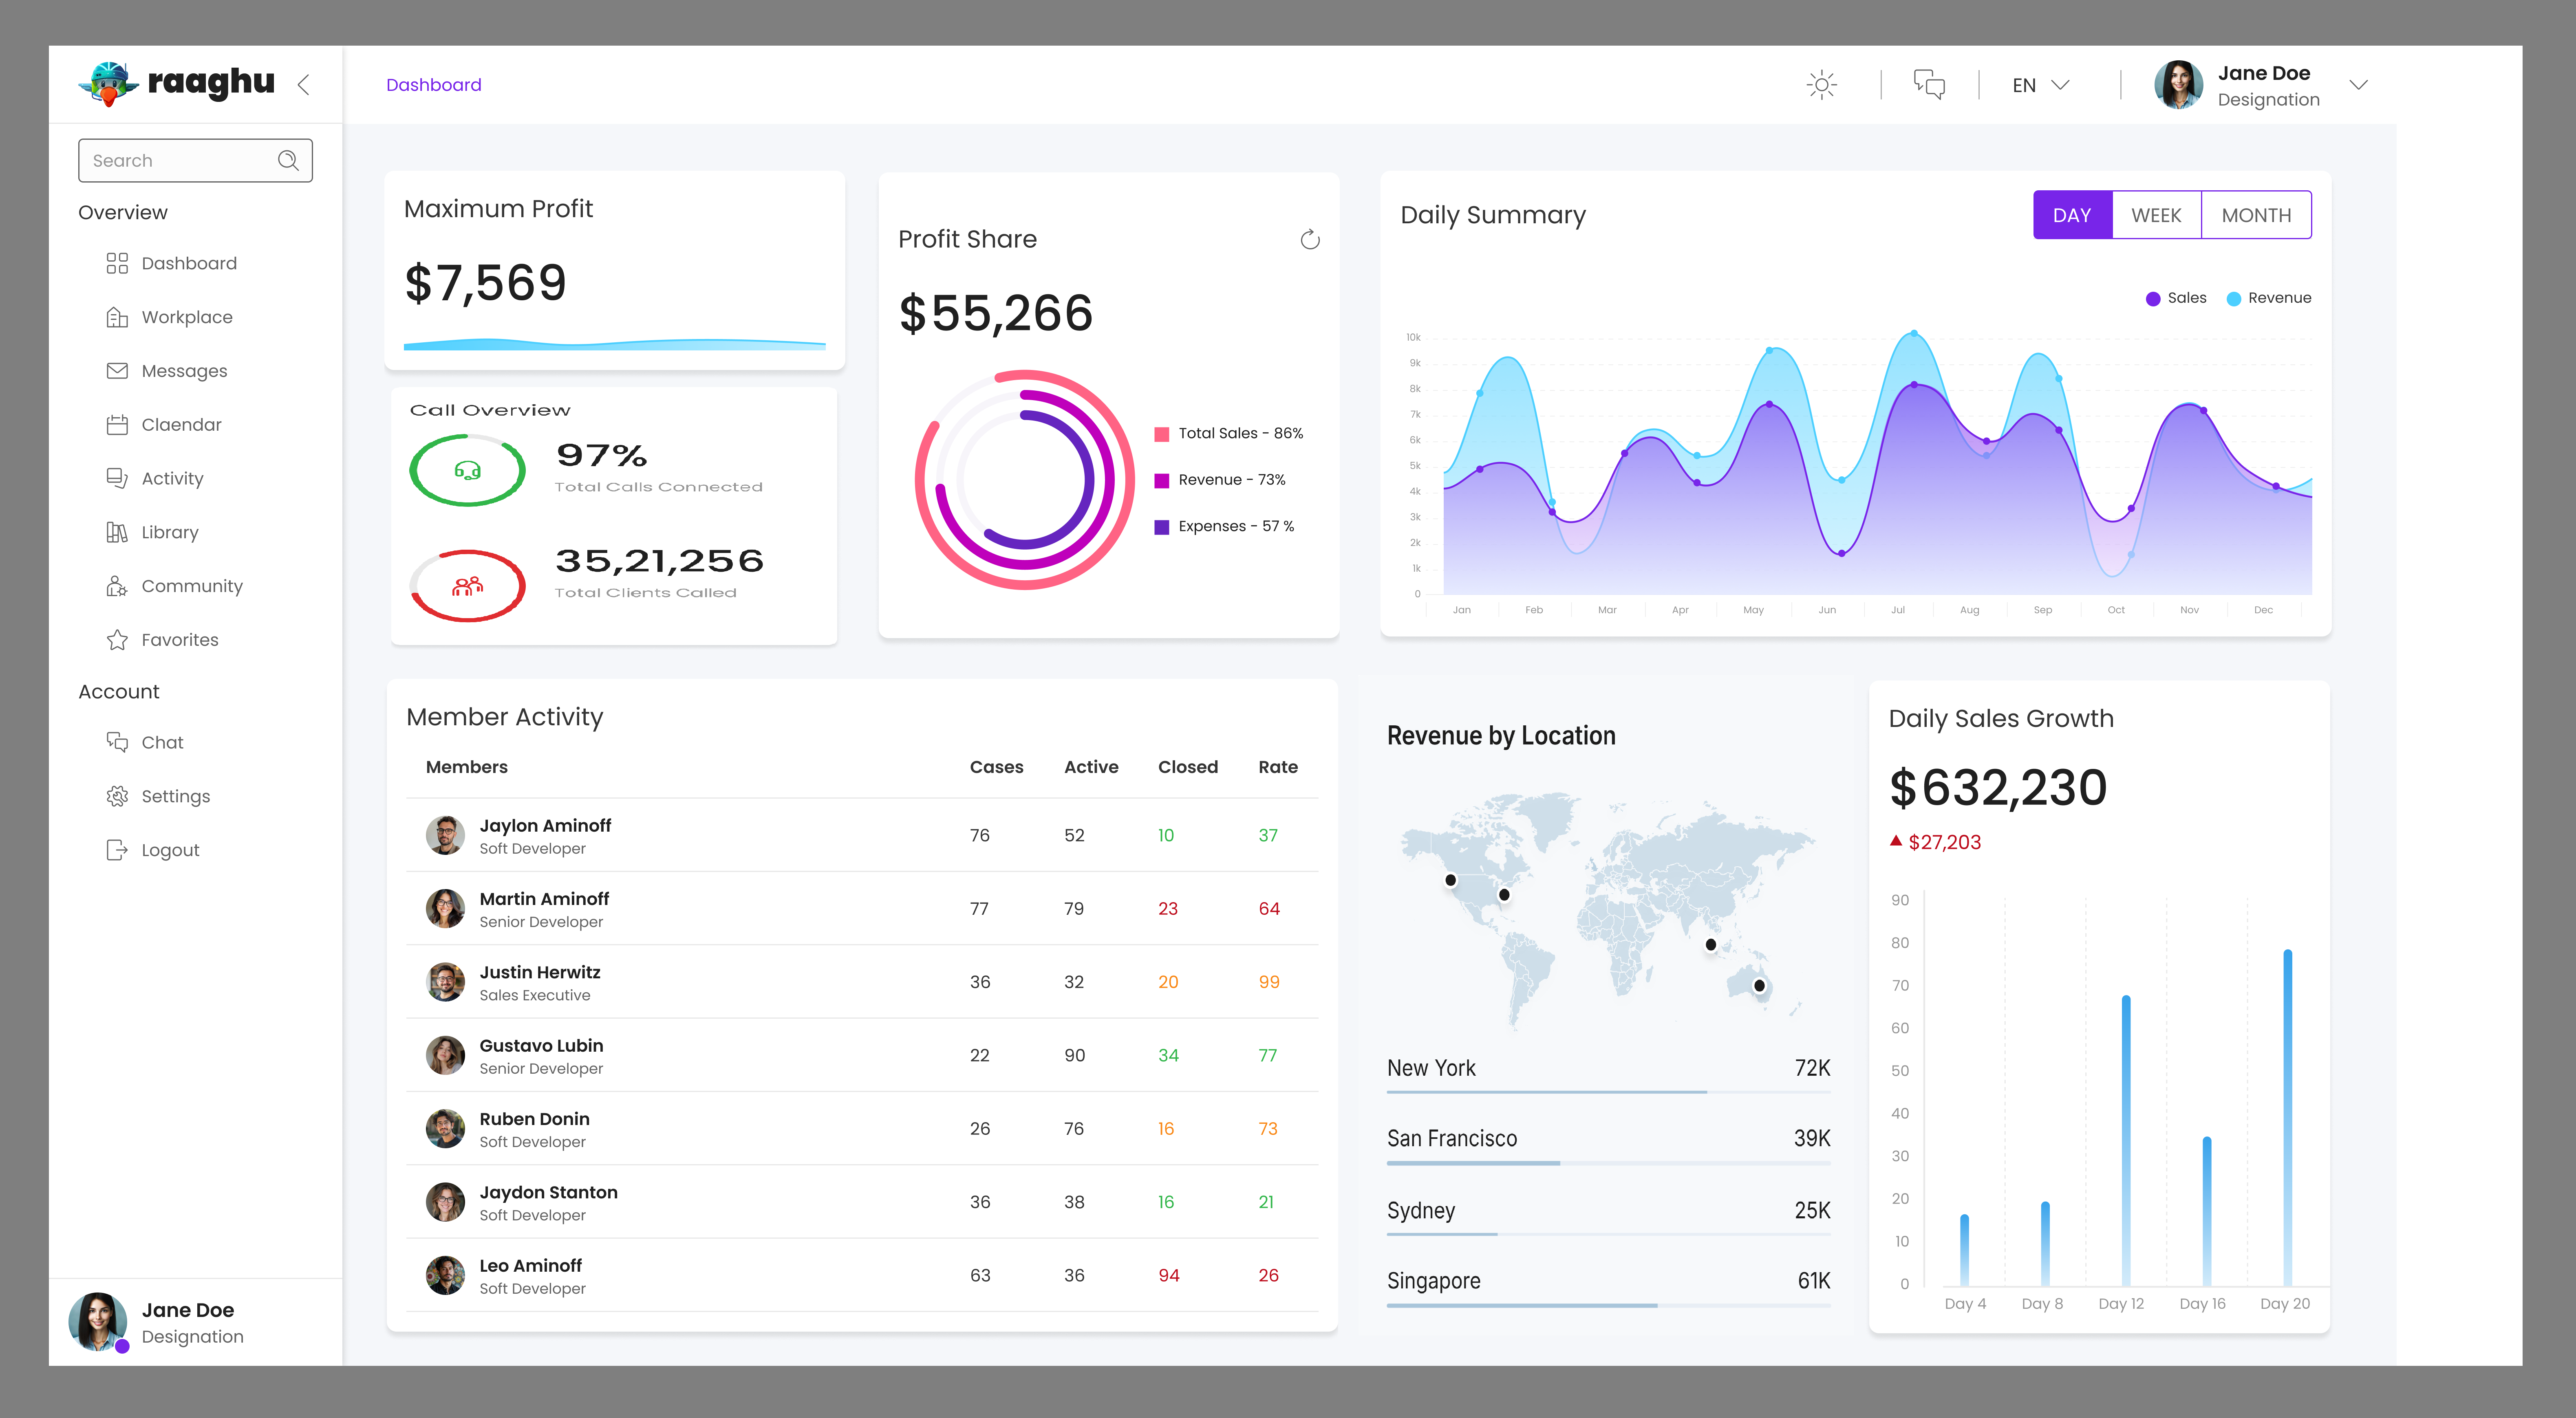 raaghu
Search
Overview
Dashboard
Workplace
Messages
Claendar
Activity
Library
Community
Favorites
Account
Chat
Settings
Logout
Jane Doe
Designation
Dashboard
EN
Jane Doe
Designation
Maximum Profit
$7,569
Call Overview
97%
Total Calls Connected
35,21,256
Total Clients Called
Profit Share
$55,266
Total Sales - 86%
Revenue - 73%
Expenses - 57 %
Daily Summary
DAY WEEK MONTH
Sales Revenue
10k
9k
8k
7k
6k
5k
4k
3k
2k
1k
0
Jan Feb Mar Apr May Jun Jul Aug Sep Oct Nov Dec
Member Activity
Members Cases Active Closed Rate
Jaylon Aminoff
Soft Developer
76 52 10 37
Martin Aminoff
Senior Developer
77 79 23 64
Justin Herwitz
Sales Executive
36 32 20 99
Gustavo Lubin
Senior Developer
22 90 34 77
Ruben Donin
Soft Developer
26 76 16 73
Jaydon Stanton
Soft Developer
36 38 16 21
Leo Aminoff
Soft Developer
63 36 94 26
Revenue by Location
New York 72K
San Francisco 39K
Sydney 25K
Singapore 61K
Daily Sales Growth
$632,230
$27,203
90
80
70
60
50
40
30
20
10
0
Day 4 Day 8 Day 12 Day 16 Day 20